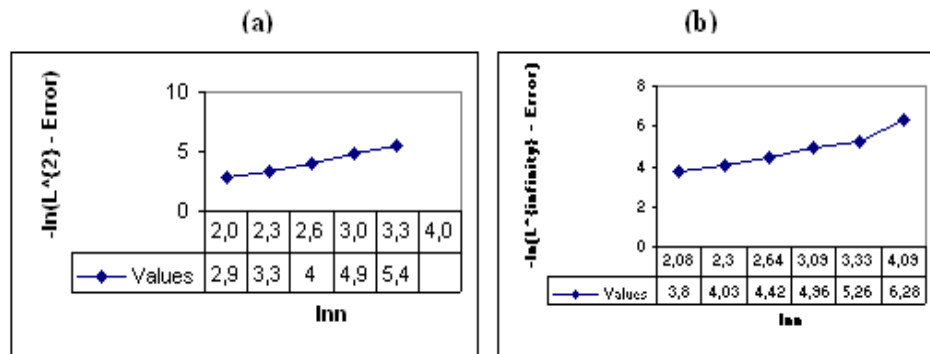 (a)
-ln(L^{2} - Error)
10
5
0
2,0 2,3 2,6 3,0 3,3 4,0
Values 2,9 3,3 4 4,9 5,4
lnn
(b)
-ln(L^{infinity} - Error)
8
6
4
2
0
2,08 2,3 2,64 3,09 3,33 4,09
Values 3,8 4,03 4,42 4,96 5,26 6,28
lnn